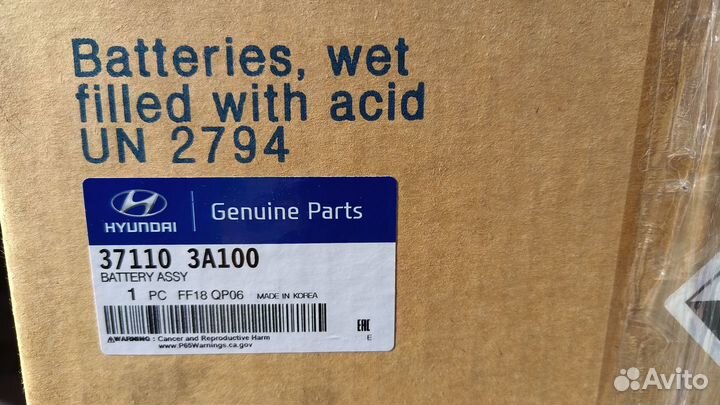 Batteries, wet
filled with acid
UN 2794
HYUNDAI
Genuine Parts
37110 3A100
BATTERY ASSY
1 PC FF18 QP06 MADE IN KOREA
EAC
E
⚠WARNING : Cancer and Reproductive Harm
www.P65Warnings.ca.gov
Avito